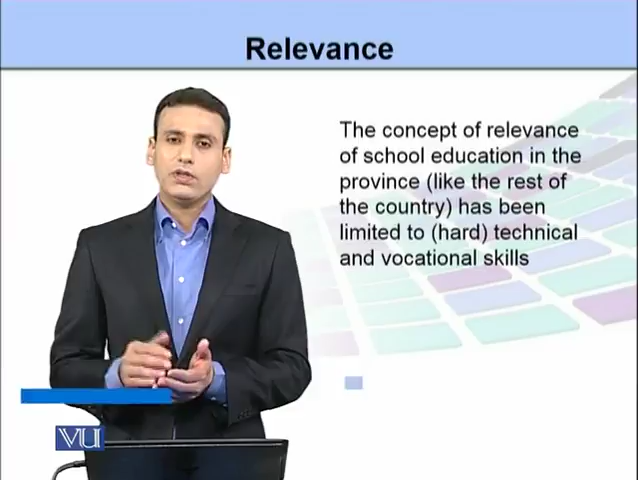 Relevance
The concept of relevance
of school education in the
province (like the rest of
the country) has been
limited to (hard) technical
and vocational skills
VU